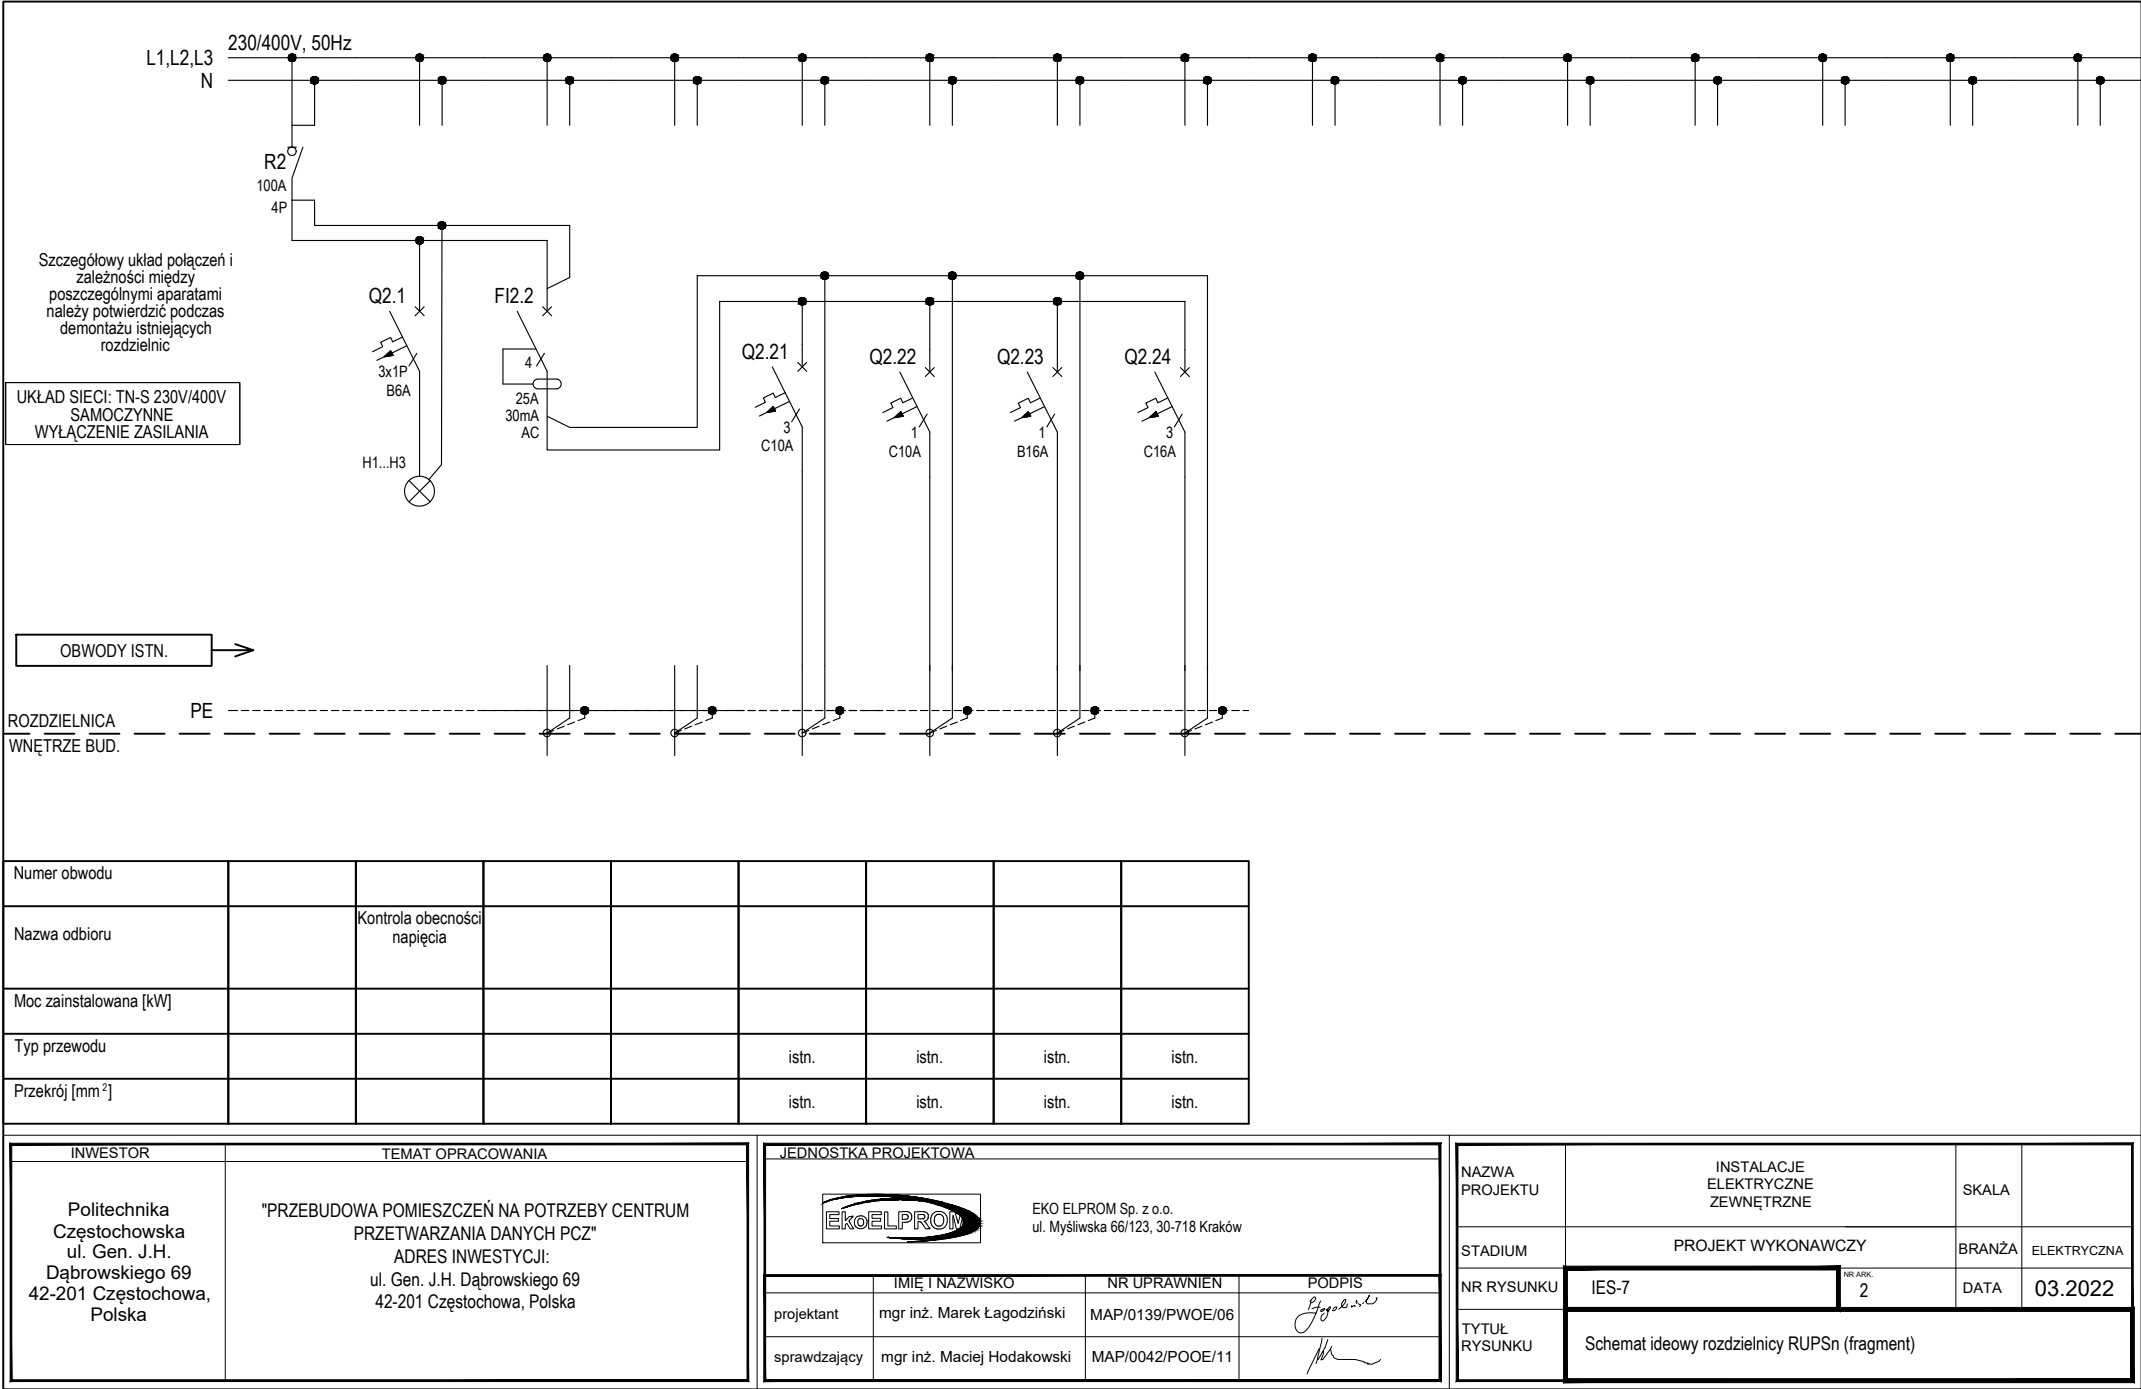 230/400V, 50Hz
L1,L2,L3
N
R2
100A
4P
Szczegółowy układ połączeń i
zależności między
poszczególnymi aparatami
należy potwierdzić podczas
demontażu istniejących
rozdzielnic
UKŁAD SIECI: TN-S 230V/400V
SAMOCZYNNE
WYŁĄCZENIE ZASILANIA
Q2.1
3x1P
B6A
H1...H3
FI2.2
4
25A
30mA
AC
Q2.21
3
C10A
Q2.22
1
C10A
Q2.23
1
B16A
Q2.24
3
C16A
OBWODY ISTN.
PE
ROZDZIELNICA
WNĘTRZE BUD.
Numer obwodu
Nazwa odbioru
Kontrola obecności
napięcia
Moc zainstalowana [kW]
Typ przewodu istn. istn. istn. istn.
Przekrój [mm²] istn. istn. istn. istn.
INWESTOR
Politechnika
Częstochowska
ul. Gen. J.H.
Dąbrowskiego 69
42-201 Częstochowa,
Polska
TEMAT OPRACOWANIA
"PRZEBUDOWA POMIESZCZEŃ NA POTRZEBY CENTRUM
PRZETWARZANIA DANYCH PCZ"
ADRES INWESTYCJI:
ul. Gen. J.H. Dąbrowskiego 69
42-201 Częstochowa, Polska
JEDNOSTKA PROJEKTOWA
EkoELPROM
EKO ELPROM Sp. z o.o.
ul. Myśliwska 66/123, 30-718 Kraków
IMIĘ I NAZWISKO NR UPRAWNIEŃ PODPIS
projektant mgr inż. Marek Łagodziński MAP/0139/PWOE/06
sprawdzający mgr inż. Maciej Hodakowski MAP/0042/POOE/11
NAZWA
PROJEKTU
INSTALACJE
ELEKTRYCZNE
ZEWNĘTRZNE
SKALA
STADIUM PROJEKT WYKONAWCZY BRANŻA ELEKTRYCZNA
NR RYSUNKU IES-7 NR ARK. 2 DATA 03.2022
TYTUŁ
RYSUNKU
Schemat ideowy rozdzielnicy RUPSn (fragment)